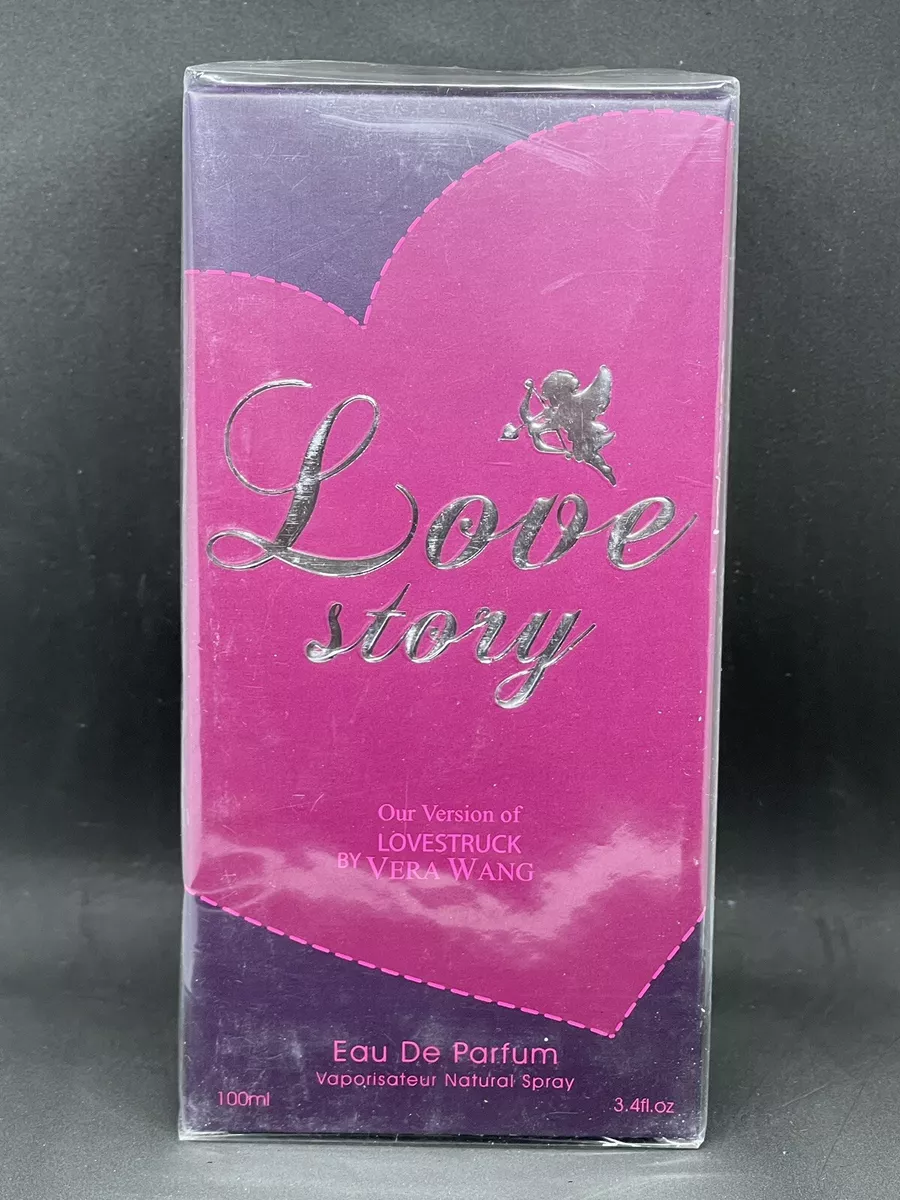 Love
story
Our Version of
LOVESTRUCK
BY VERA WANG
Eau De Parfum
Vaporisateur Natural Spray
100ml
3.4fl.oz